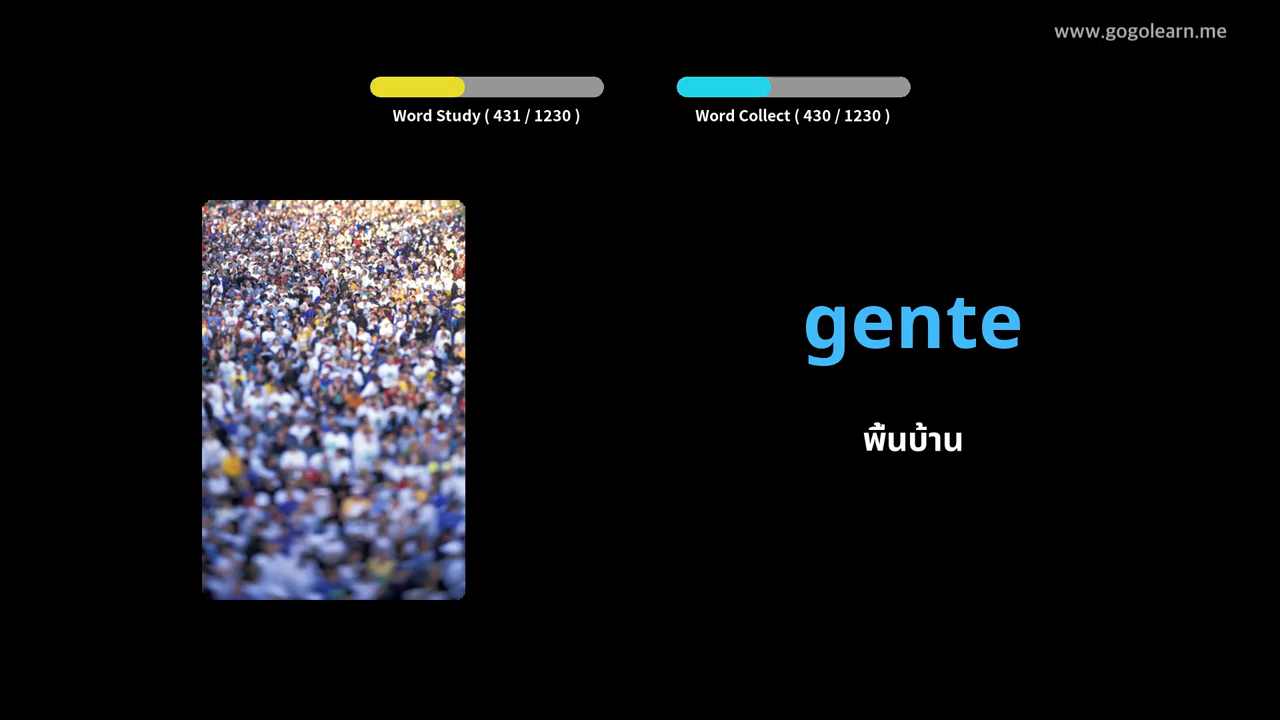 www.gogolearn.me
Word Study ( 431 / 1230 )
Word Collect ( 430 / 1230 )
gente
พื้นบ้าน